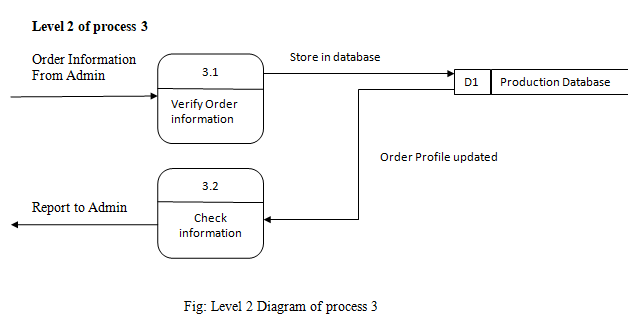 Level 2 of process 3
Order Information
From Admin
3.1
Verify Order
information
Store in database
D1
Production Database
Order Profile updated
3.2
Check
information
Report to Admin
Fig: Level 2 Diagram of process 3